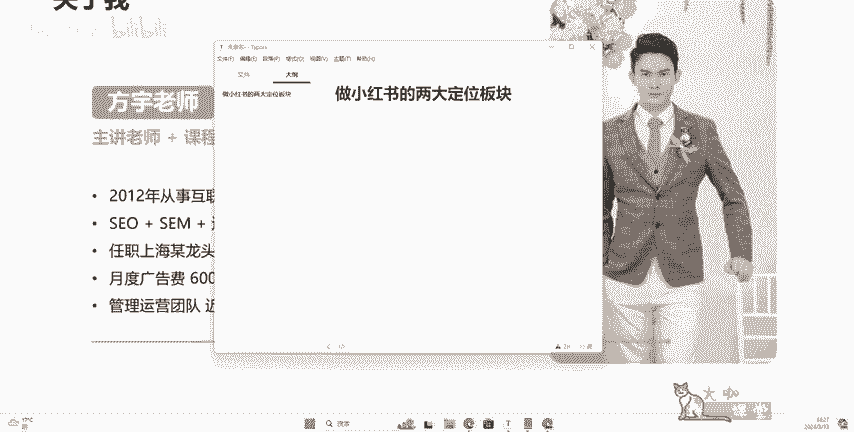 关于我
bilibili
未命名 - Typora
文件(F) 编辑(E) 段落(P) 格式(O) 视图(V) 主题(T) 帮助(H)
文件 大纲
做小红书的两大定位板块
做小红书的两大定位板块
方宇老师
主讲老师 + 课程
2012年从事互联
SEO + SEM +
任职上海某龙头
月度广告费 600
管理运营团队 近
大咖
课堂
17°C
搜索